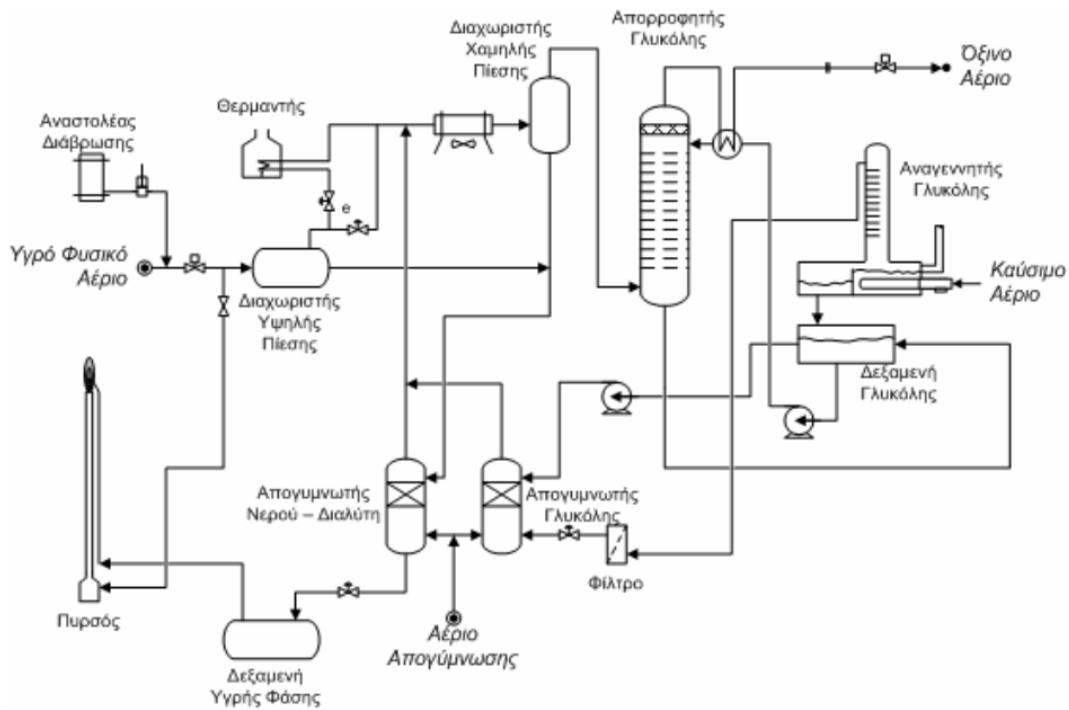 Απορροφητής
Γλυκόλης
Διαχωριστής
Χαμηλής
Πίεσης
Όξινο
Αέριο
Θερμαντής
Αναστολέας
Διάβρωσης
Αναγεννητής
Γλυκόλης
e
Υγρό Φυσικό
Αέριο
Καύσιμο
Αέριο
Διαχωριστής
Υψηλής
Πίεσης
Δεξαμενή
Γλυκόλης
Απογυμνωτής
Νερού – Διαλύτη
Απογυμνωτής
Γλυκόλης
Φίλτρο
Πυρσός
Αέριο
Απογύμνωσης
Δεξαμενή
Υγρής Φάσης